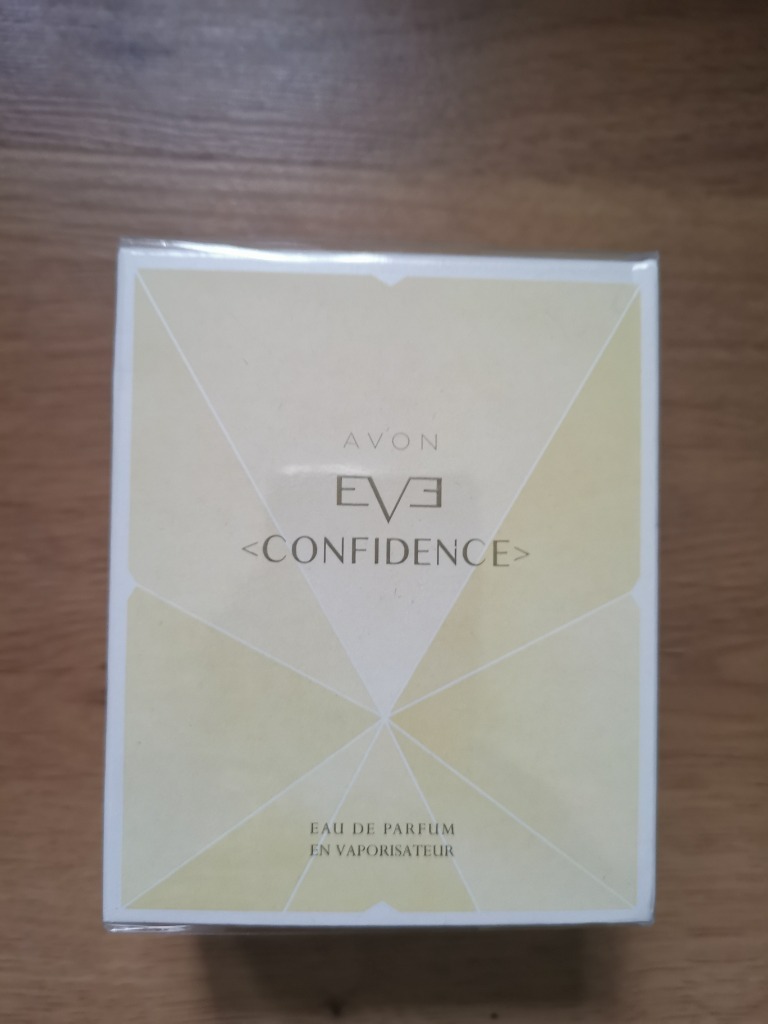 AVON
EVE
<CONFIDENCE>
EAU DE PARFUM
EN VAPORISATEUR